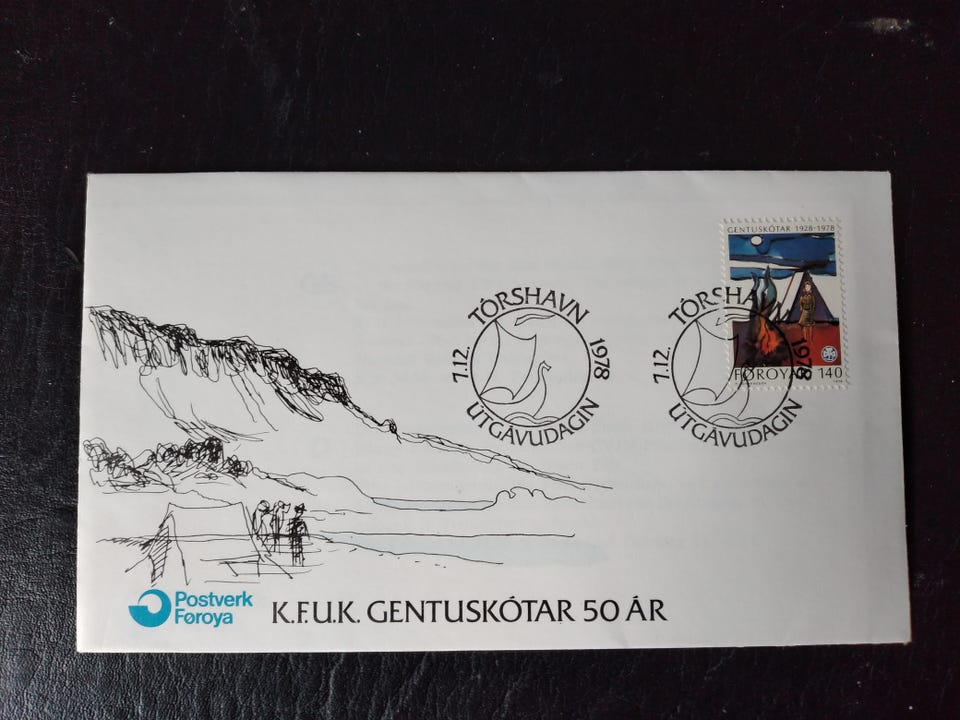 GENTUSKÓTAR 1928-1978
FØROYAR 140
TÓRSHAVN
7.12.
1978
ÚTGÁVUDAGIN
TÓRSHAVN
7.12.
1978
ÚTGÁVUDAGIN
Postverk
Føroya
K.F.U.K. GENTUSKÓTAR 50 ÁR